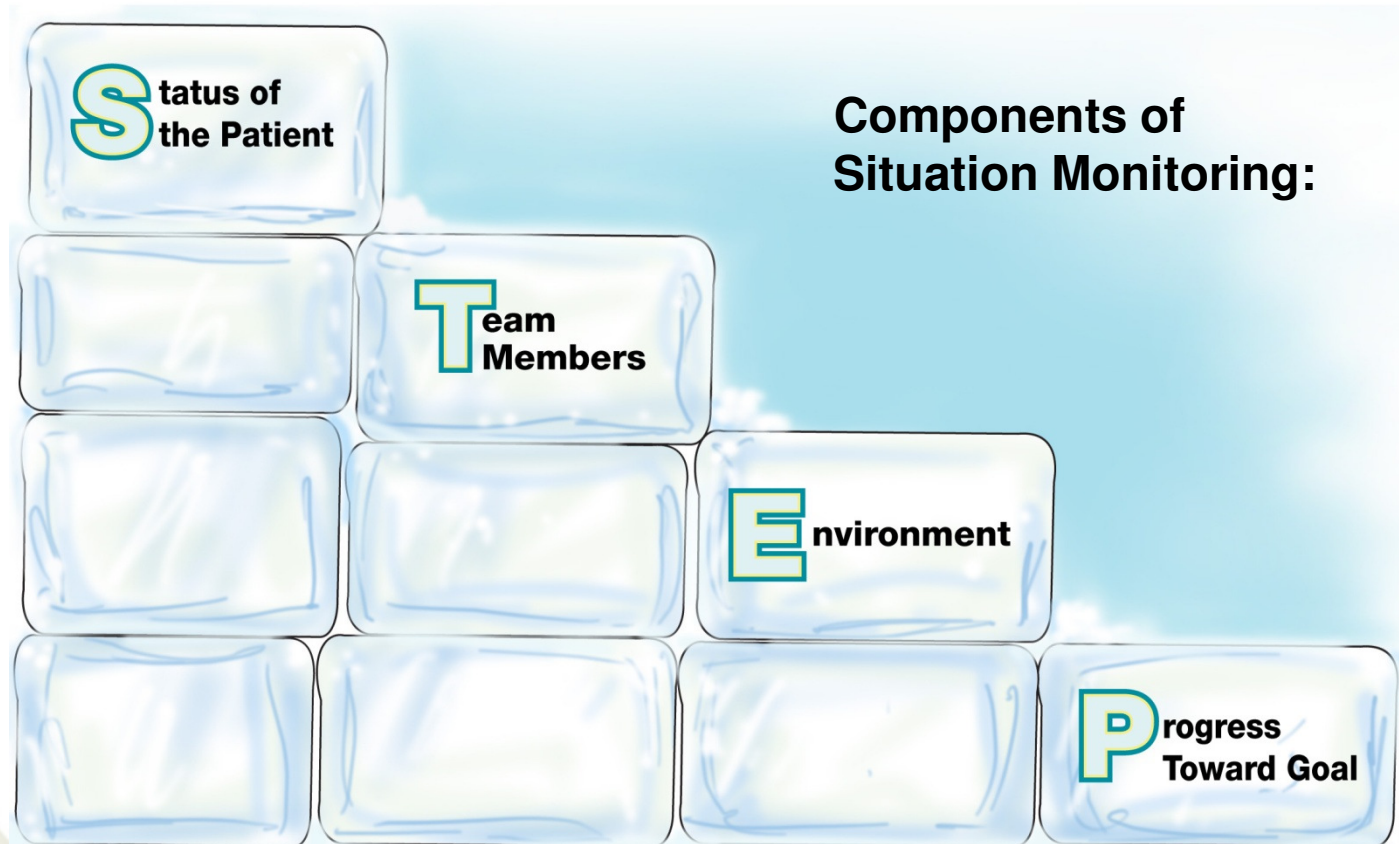 Components of
Situation Monitoring:
Status of
the Patient
Team
Members
Environment
Progress
Toward Goal